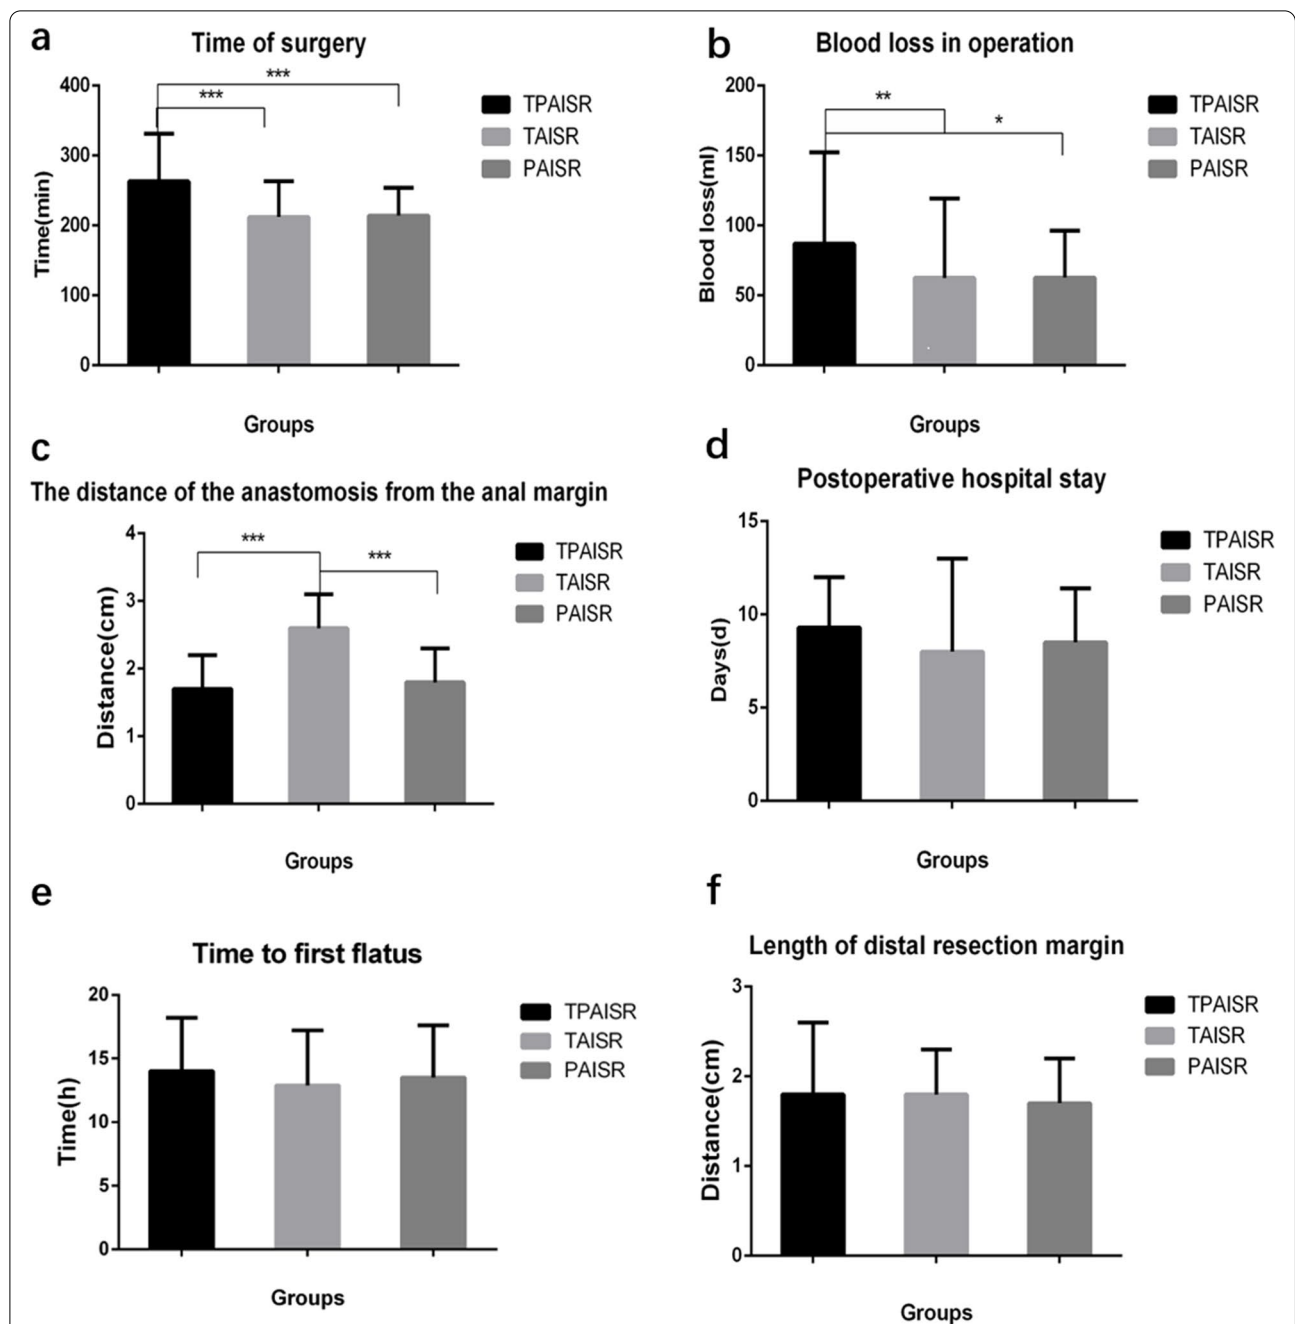 a
Time of surgery
400
300
200
100
0
Time(min)
***
***
TPAISR
TAISR
PAISR
Groups
b
Blood loss in operation
200
150
100
50
0
Blood loss(ml)
**
*
TPAISR
TAISR
PAISR
Groups
c
The distance of the anastomosis from the anal margin
4
3
2
1
0
Distance(cm)
***
***
TPAISR
TAISR
PAISR
Groups
d
Postoperative hospital stay
15
10
5
0
Days(d)
TPAISR
TAISR
PAISR
Groups
e
Time to first flatus
20
15
10
5
0
Time(h)
TPAISR
TAISR
PAISR
Groups
f
Length of distal resection margin
3
2
1
0
Distance(cm)
TPAISR
TAISR
PAISR
Groups